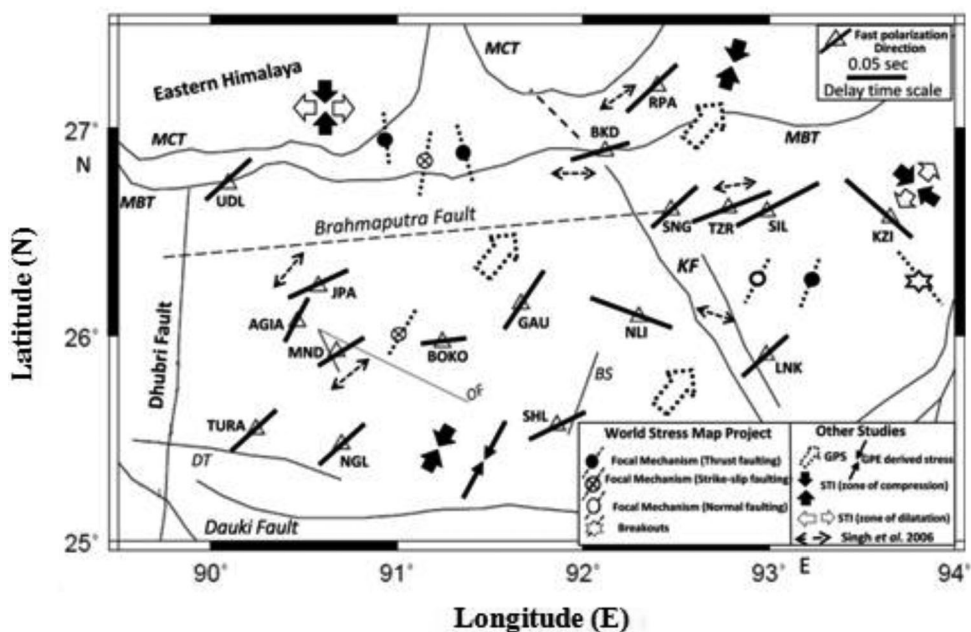 Fast polarization
Direction
0.05 sec
Delay time scale
MCT
Eastern Himalaya
RPA
27
N
BKD
MCT
MBT
MBT
UDL
Brahmaputra Fault
SNG
TZR
SIL
KZI
KF
JPA
AGIA
GAU
26
NLI
MND
BOKO
LNK
Dhubri Fault
OF
BS
TURA
SHL
DT
NGL
Dauki Fault
25
World Stress Map Project
Focal Mechanism (Thrust faulting)
Focal Mechanism (Strike-slip faulting
Focal Mechanism (Normal faulting)
Breakouts
Other Studies
GPS
GPE derived stress
STI (zone of compression)
STI (zone of dilatation)
Singh et al. 2006
90°
91°
92°
93°
E
94°
Latitude (N)
Longitude (E)